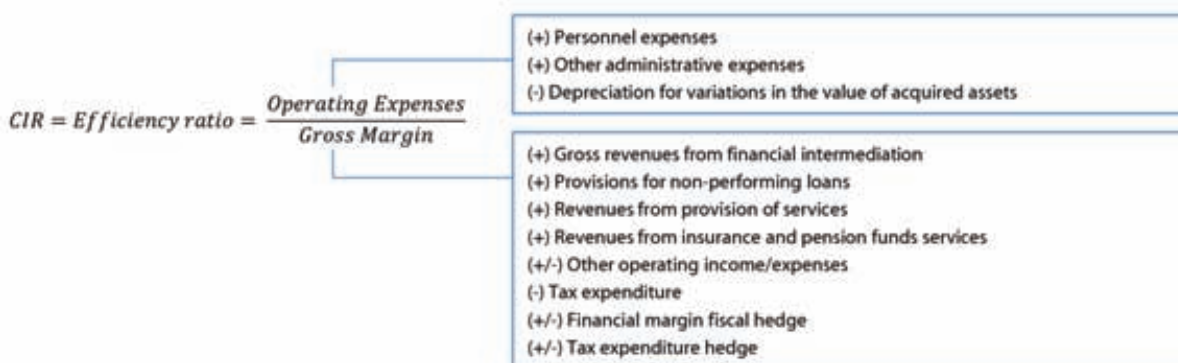 (+) Personnel expenses
(+) Other administrative expenses
(-) Depreciation for variations in the value of acquired assets
CIR = Efficiency ratio = Operating Expenses
Gross Margin
(+) Gross revenues from financial intermediation
(+) Provisions for non-performing loans
(+) Revenues from provision of services
(+) Revenues from insurance and pension funds services
(+/-) Other operating income/expenses
(-) Tax expenditure
(+/-) Financial margin fiscal hedge
(+/-) Tax expenditure hedge